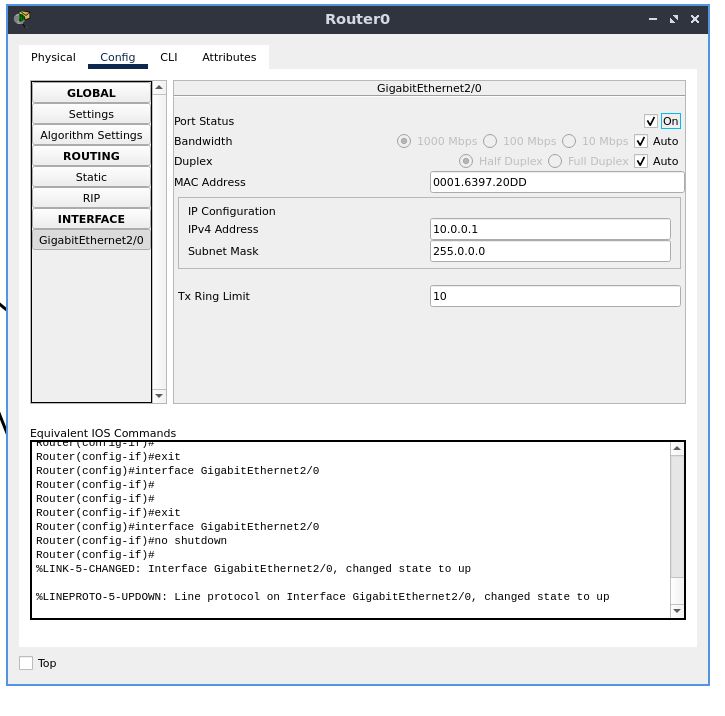 Router0
Physical Config CLI Attributes
GLOBAL
Settings
Algorithm Settings
ROUTING
Static
RIP
INTERFACE
GigabitEthernet2/0
GigabitEthernet2/0
Port Status On
Bandwidth 1000 Mbps 100 Mbps 10 Mbps Auto
Duplex Half Duplex Full Duplex Auto
MAC Address 0001.6397.20DD
IP Configuration
IPv4 Address 10.0.0.1
Subnet Mask 255.0.0.0
Tx Ring Limit 10
Equivalent IOS Commands
Router(config-if)#
Router(config-if)#exit
Router(config)#interface GigabitEthernet2/0
Router(config-if)#
Router(config-if)#
Router(config-if)#exit
Router(config)#interface GigabitEthernet2/0
Router(config-if)#no shutdown
Router(config-if)#
%LINK-5-CHANGED: Interface GigabitEthernet2/0, changed state to up
%LINEPROTO-5-UPDOWN: Line protocol on Interface GigabitEthernet2/0, changed state to up
Top